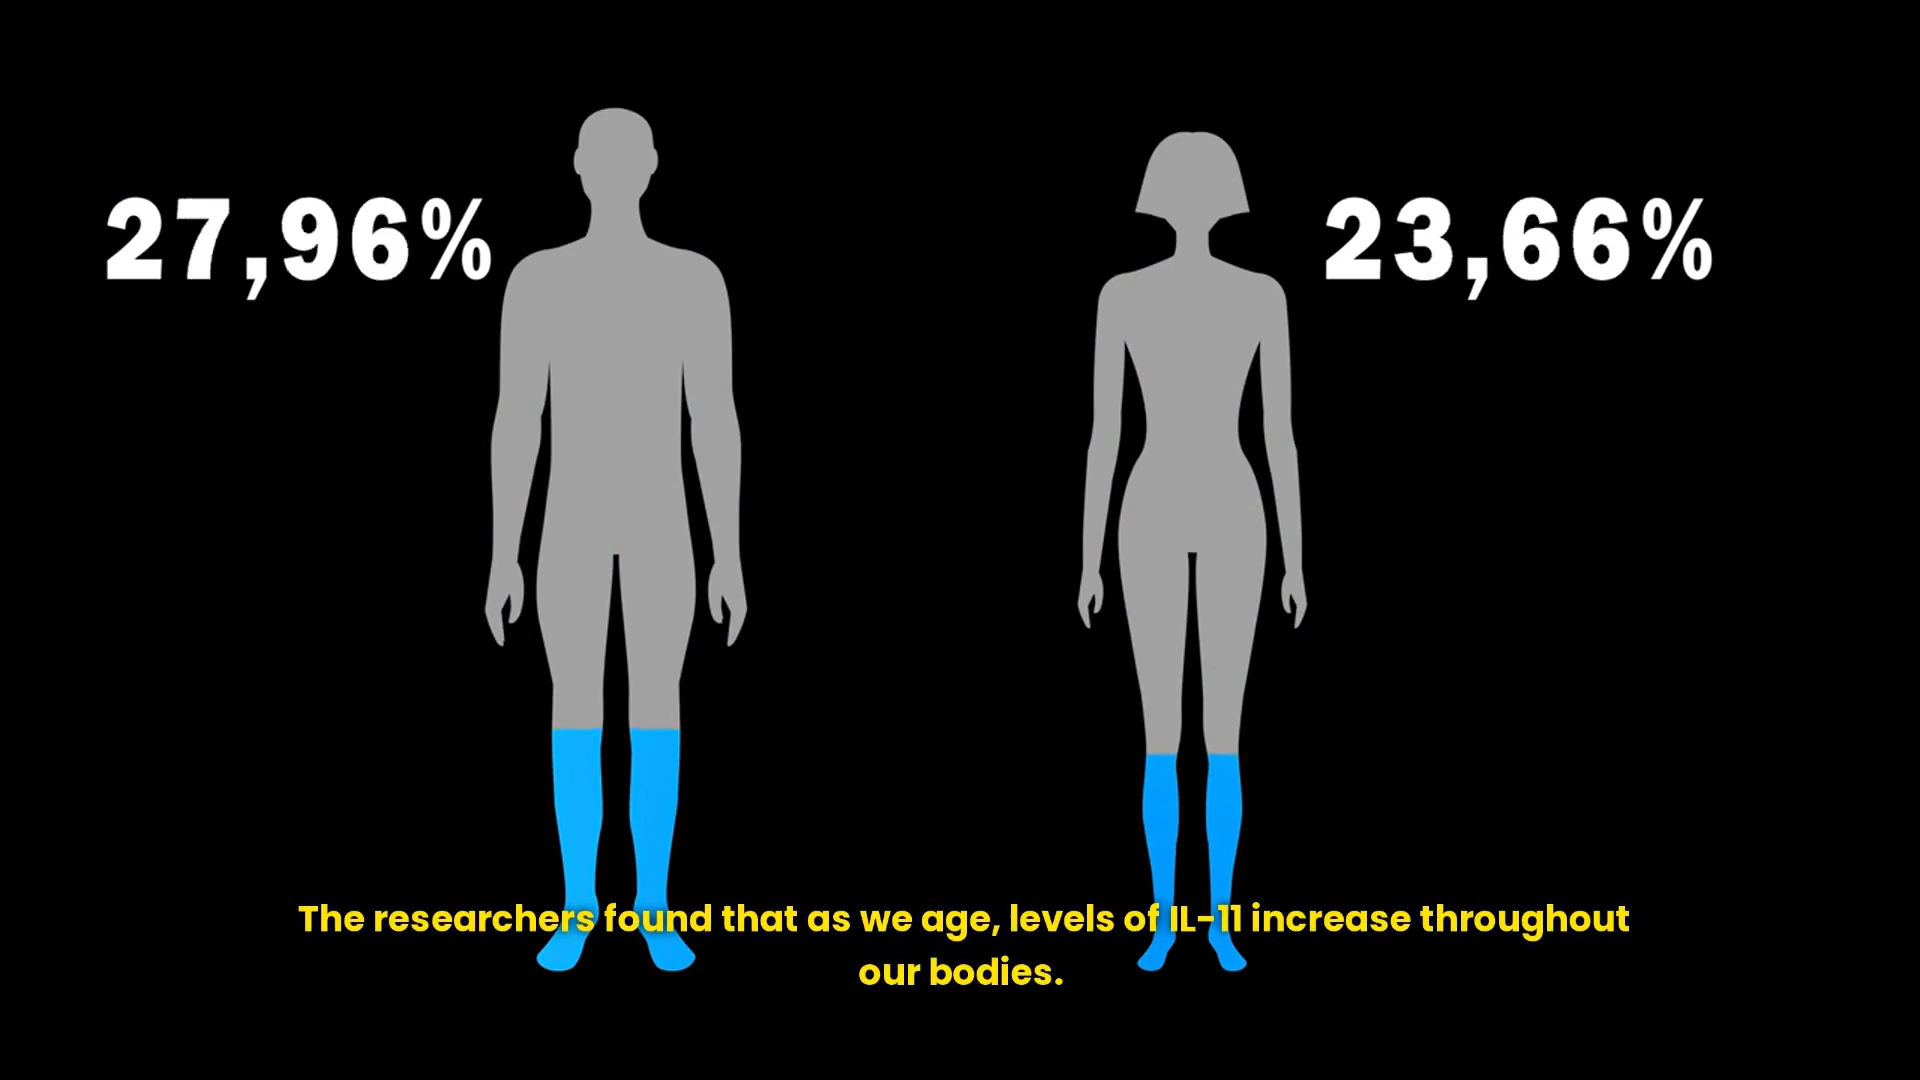 27,96%
23,66%
The researchers found that as we age, levels of IL-11 increase throughout
our bodies.